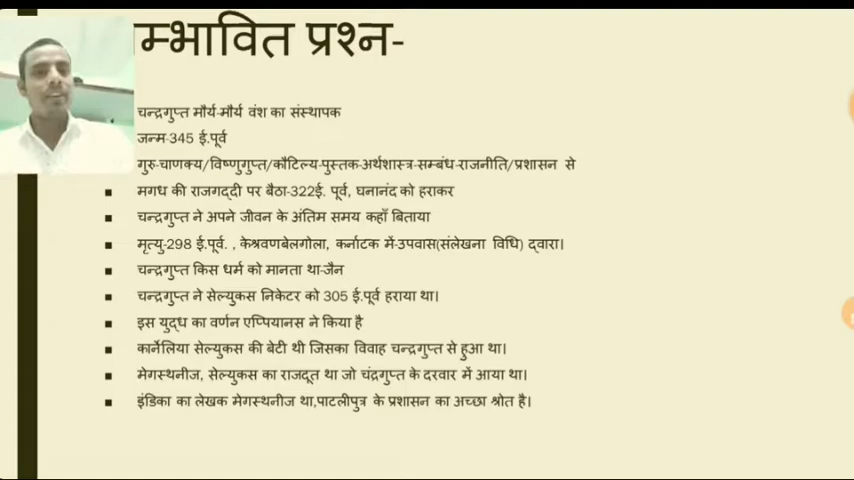 म्भावित प्रश्न-
चन्द्रगुप्त मौर्य-मौर्य वंश का संस्थापक
जन्म-345 ई.पूर्व
गुरु-चाणक्य/विष्णुगुप्त/कौटिल्य-पुस्तक-अर्थशास्त्र-सम्बंध-राजनीति/प्रशासन से
मगध की राजगद्दी पर बैठा-322ई. पूर्व, घनानंद को हराकर
चन्द्रगुप्त ने अपने जीवन के अंतिम समय कहाँ बिताया
मृत्यु-298 ई.पूर्व. , केश्रवणबेलगोला, कर्नाटक में-उपवास(संलेखना विधि) द्वारा।
चन्द्रगुप्त किस धर्म को मानता था-जैन
चन्द्रगुप्त ने सेल्युकस निकेटर को 305 ई.पूर्व हराया था।
इस युद्ध का वर्णन एप्पियानस ने किया है
कार्नेलिया सेल्युकस की बेटी थी जिसका विवाह चन्द्रगुप्त से हुआ था।
मेगस्थनीज, सेल्युकस का राजदूत था जो चंद्रगुप्त के दरवार में आया था।
इंडिका का लेखक मेगस्थनीज था,पाटलीपुत्र के प्रशासन का अच्छा श्रोत है।